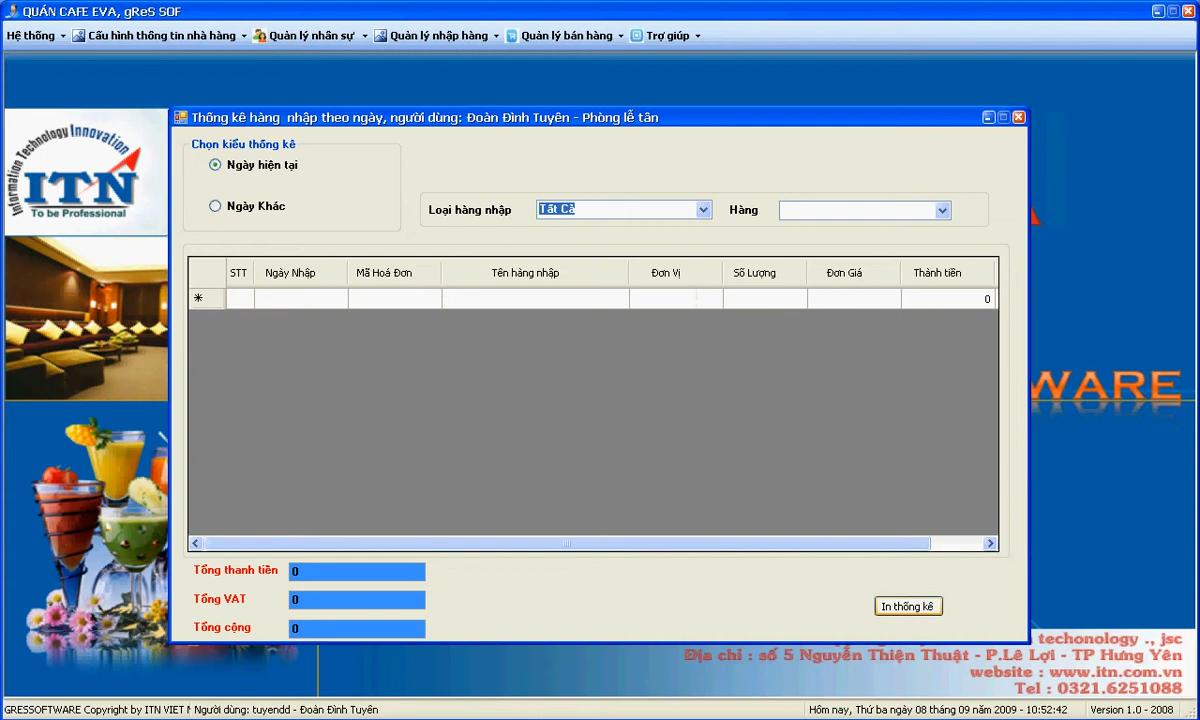 QUÁN CAFE EVA, gReS SOF
Hệ thống Cấu hình thông tin nhà hàng Quản lý nhân sự Quản lý nhập hàng Quản lý bán hàng Trợ giúp
Information Technology Innovation
ITN
To be Professional
Thống kê hàng nhập theo ngày, người dùng: Đoàn Đình Tuyên - Phòng lễ tân
Chọn kiểu thống kê
Ngày hiện tại
Ngày Khác
Loại hàng nhập Tất Cả Hàng
STT Ngày Nhập Mã Hoá Đơn Tên hàng nhập Đơn Vị Số Lượng Đơn Giá Thành tiền
* 0
WARE
Tổng thanh tiền 0
Tổng VAT 0
Tổng cộng 0
In thống kê
techonology ., jsc
Địa chỉ : số 5 Nguyễn Thiện Thuật - P.Lê Lợi - TP Hưng Yên
website : www.itn.com.vn
Tel : 0321.6251088
GRESSOFTWARE Copyright by ITN VIET Người dùng: tuyendd - Đoàn Đình Tuyên Hôm nay, Thứ ba ngày 08 tháng 09 năm 2009 - 10:52:42 Version 1.0 - 2008